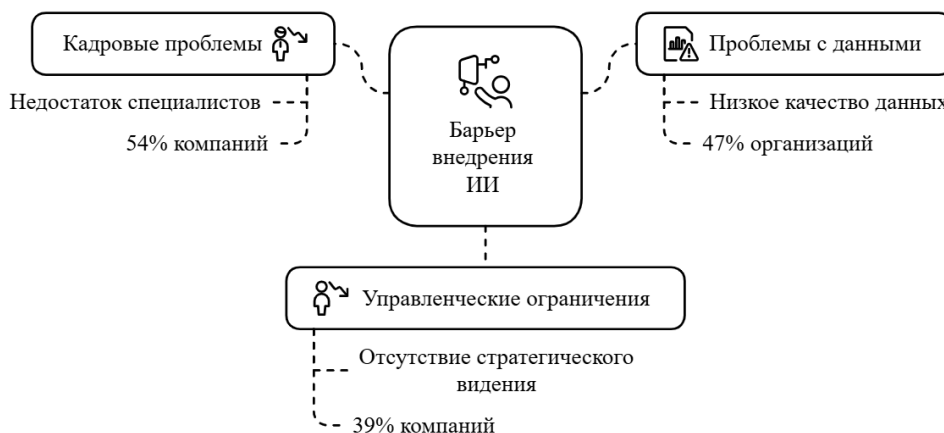 Кадровые проблемы
Недостаток специалистов
54% компаний
Барьер
внедрения
ИИ
Проблемы с данными
Низкое качество данных
47% организаций
Управленческие ограничения
Отсутствие стратегического
видения
39% компаний